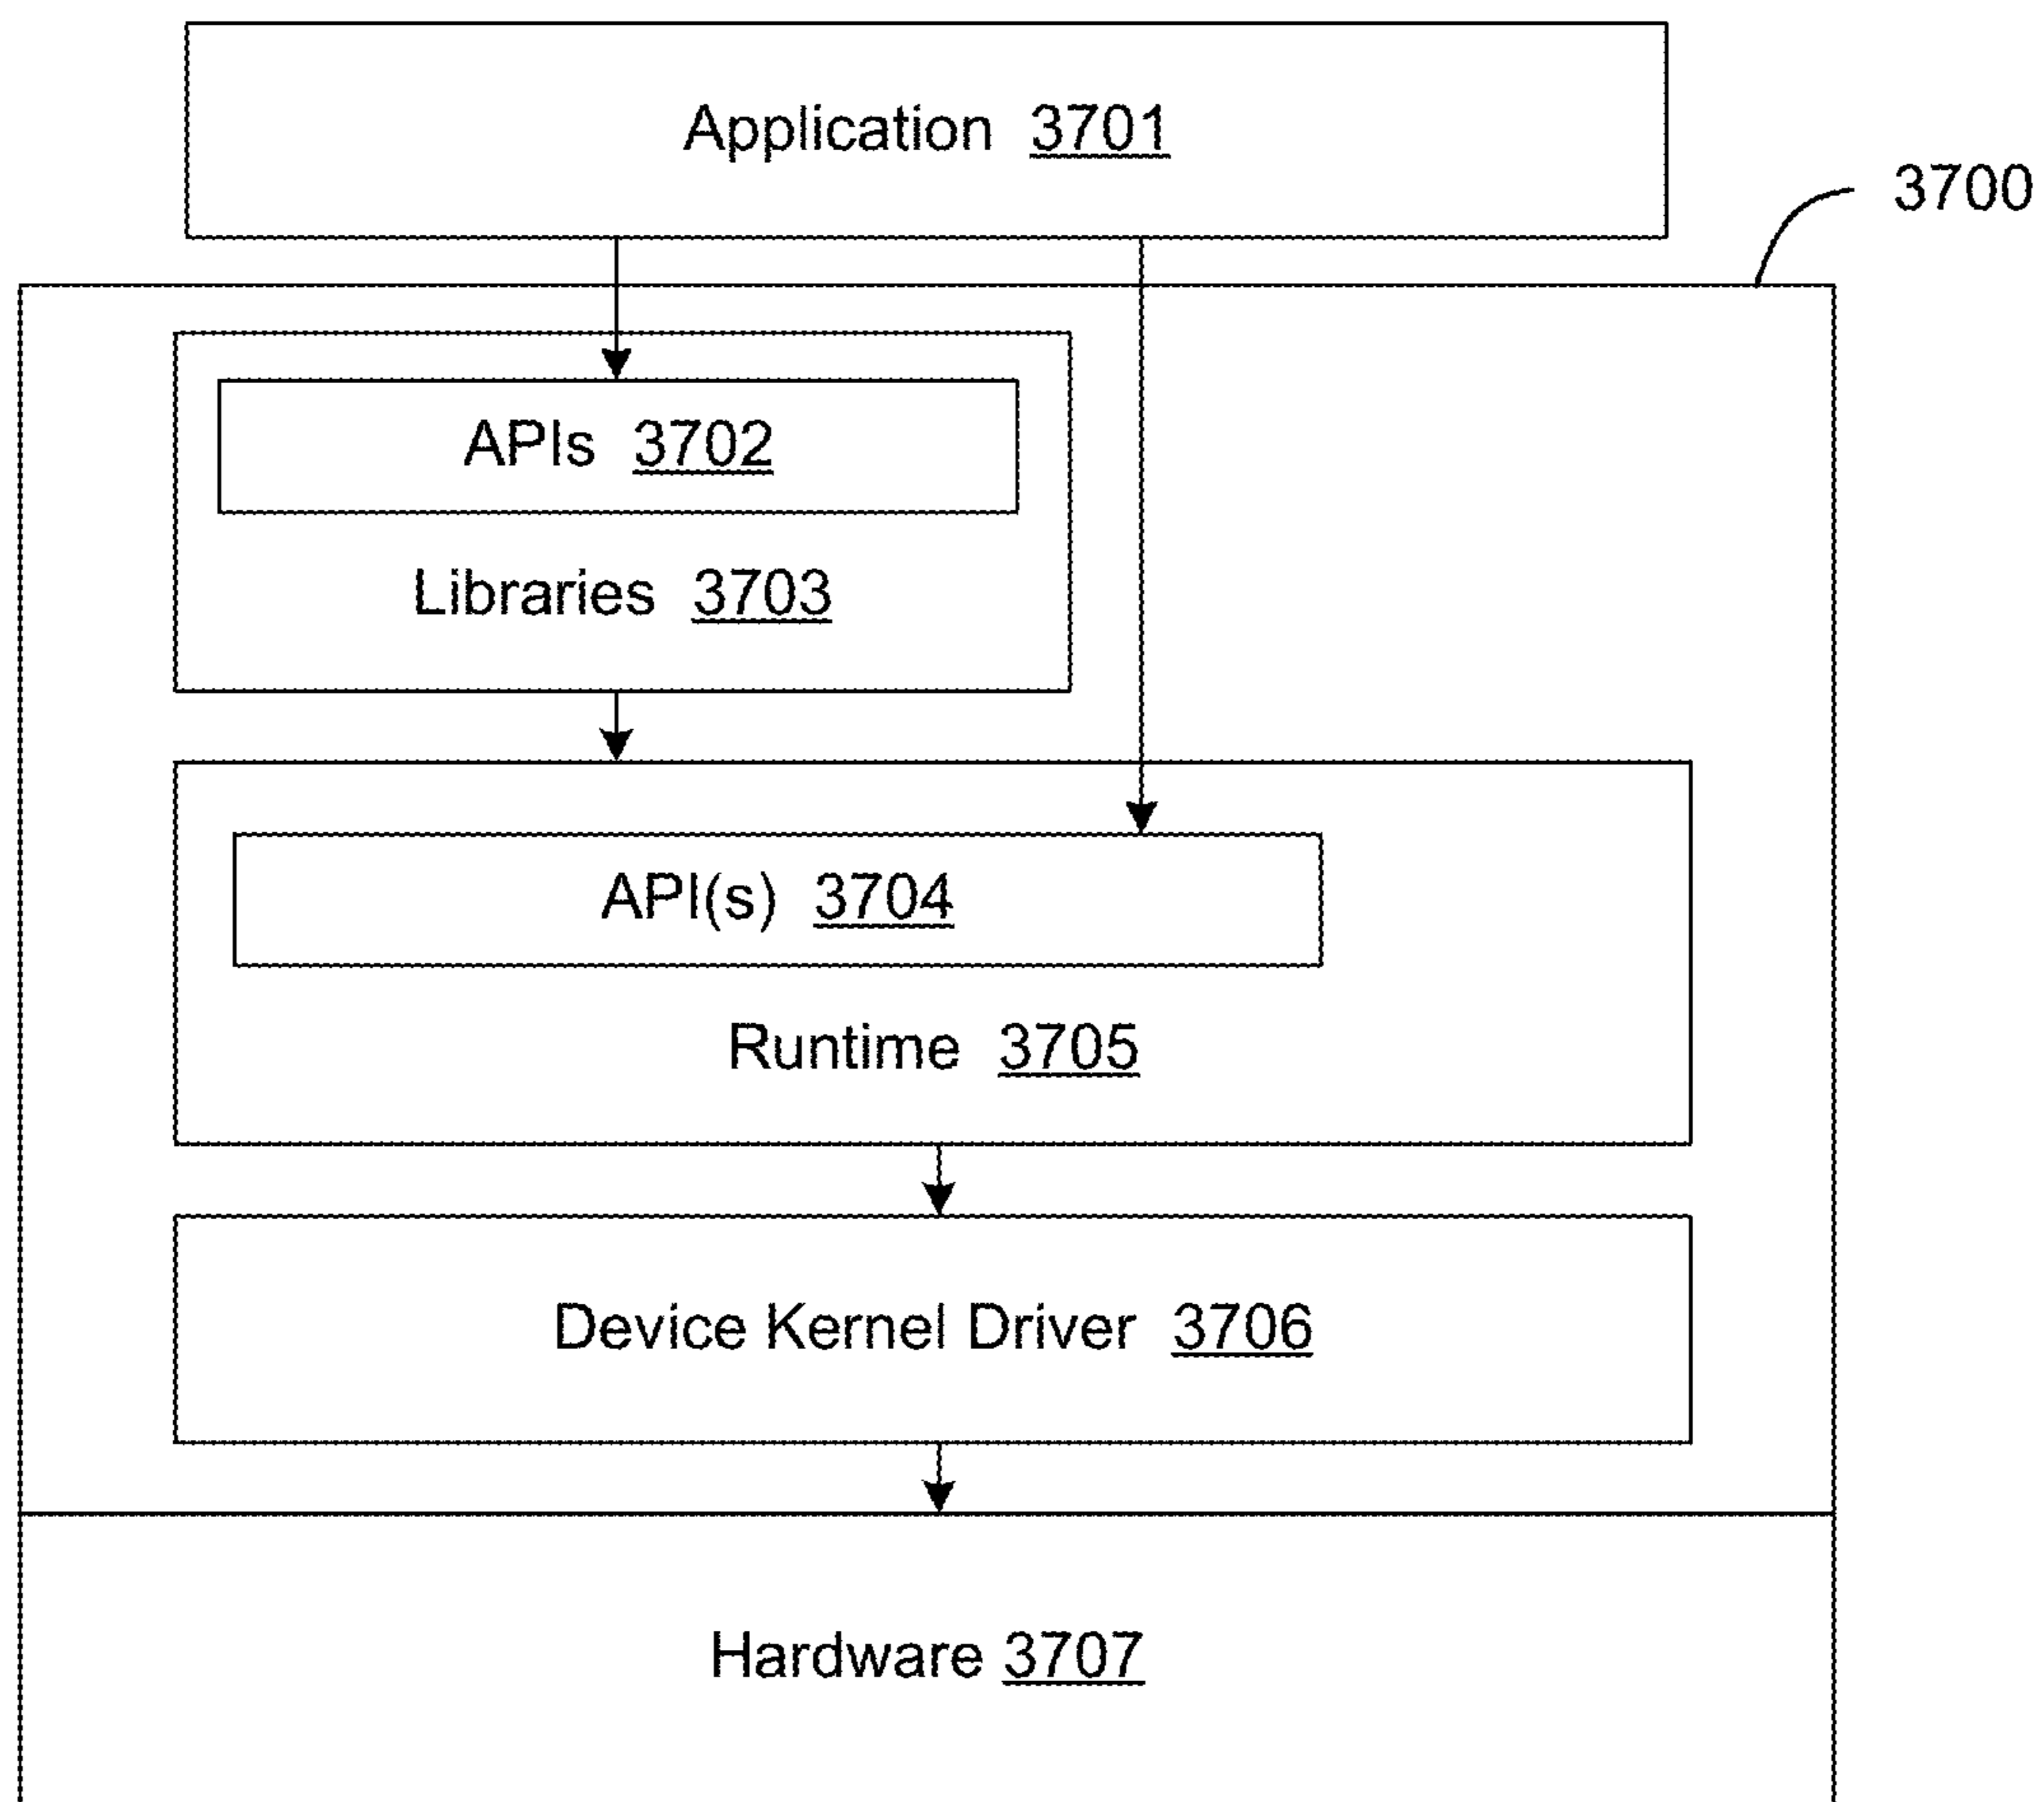 Application 3701
3700
APIs 3702
Libraries 3703
API(s) 3704
Runtime 3705
Device Kernel Driver 3706
Hardware 3707